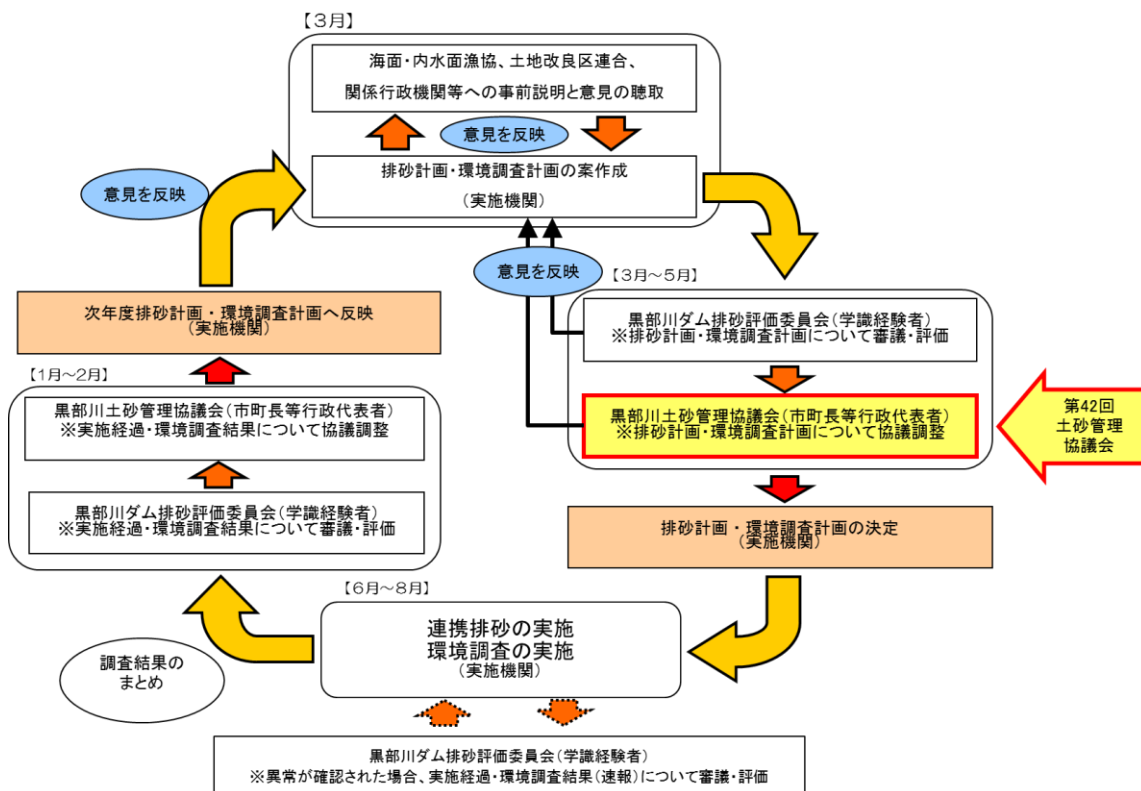 【3月】
海面・内水面漁協、土地改良区連合、
関係行政機関等への事前説明と意見の聴取
意見を反映
排砂計画・環境調査計画の案作成
(実施機関)
意見を反映
意見を反映
【3月～5月】
黒部川ダム排砂評価委員会(学識経験者)
※排砂計画・環境調査計画について審議・評価
黒部川土砂管理協議会(市町長等行政代表者)
※排砂計画・環境調査計画について協議調整
第42回
土砂管理
協議会
排砂計画・環境調査計画の決定
(実施機関)
【6月～8月】
連携排砂の実施
環境調査の実施
(実施機関)
黒部川ダム排砂評価委員会(学識経験者)
※異常が確認された場合、実施経過・環境調査結果(速報)について審議・評価
調査結果の
まとめ
【1月～2月】
黒部川土砂管理協議会(市町長等行政代表者)
※実施経過・環境調査結果について協議調整
黒部川ダム排砂評価委員会(学識経験者)
※実施経過・環境調査結果について審議・評価
次年度排砂計画・環境調査計画へ反映
(実施機関)